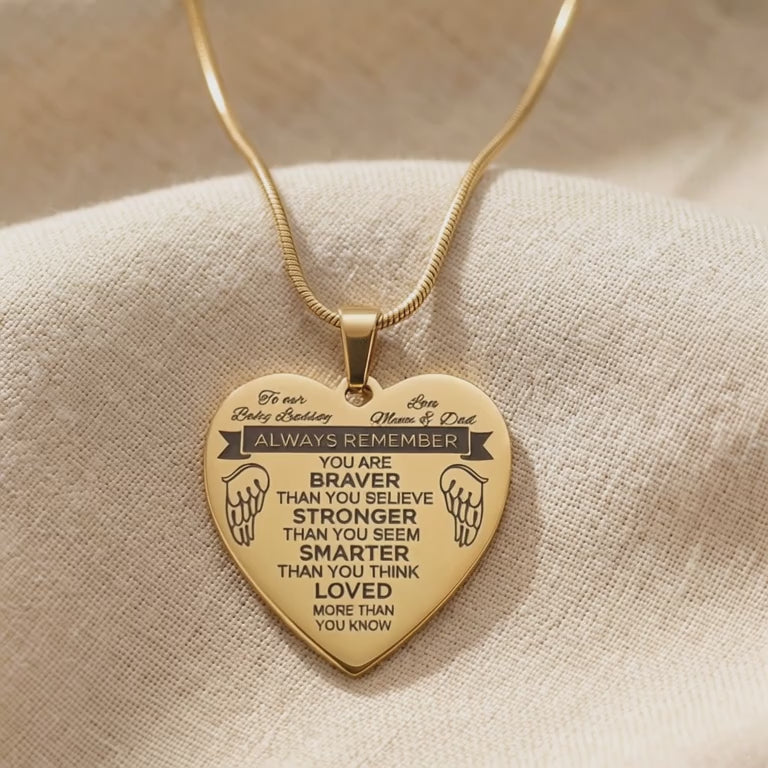 To our
Love
& Dad
ALWAYS REMEMBER
YOU ARE
BRAVER
THAN YOU SELIEVE
STRONGER
THAN YOU SEEM
SMARTER
THAN YOU THINK
LOVED
MORE THAN
YOU KNOW